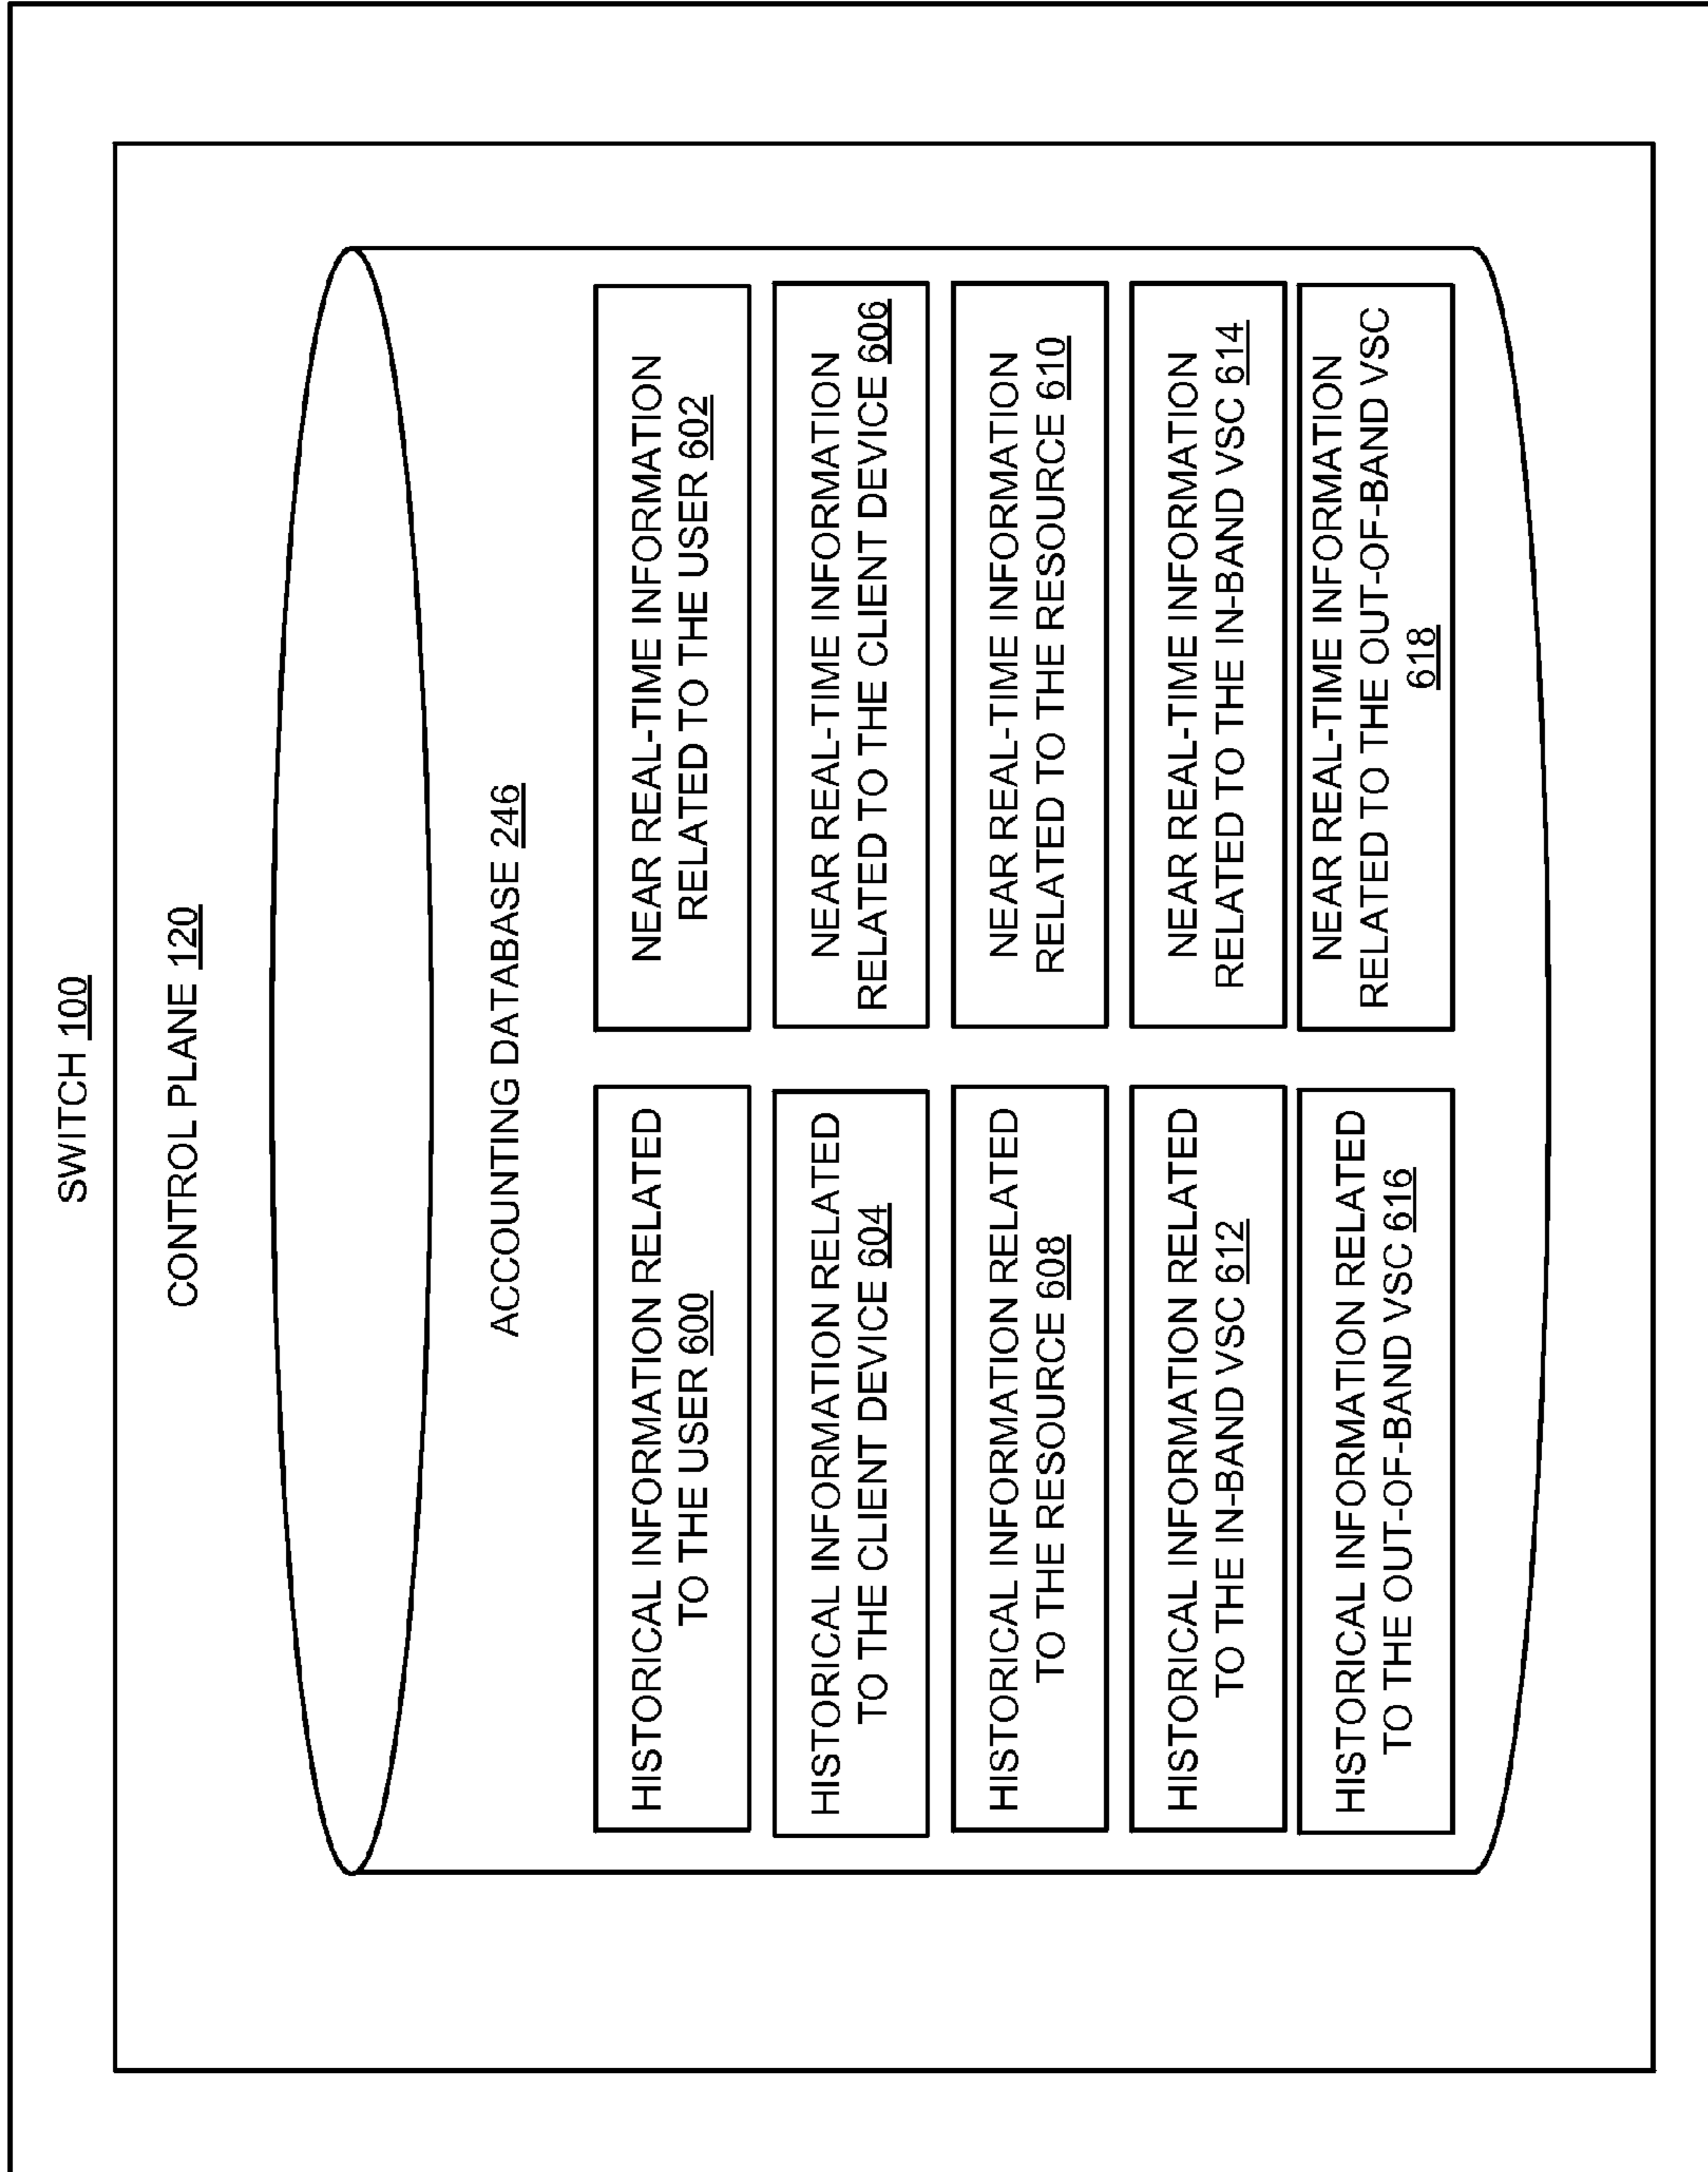 SWITCH 100
CONTROL PLANE 120
ACCOUNTING DATABASE 246
HISTORICAL INFORMATION RELATED
TO THE USER 600
NEAR REAL-TIME INFORMATION
RELATED TO THE USER 602
HISTORICAL INFORMATION RELATED
TO THE CLIENT DEVICE 604
NEAR REAL-TIME INFORMATION
RELATED TO THE CLIENT DEVICE 606
HISTORICAL INFORMATION RELATED
TO THE RESOURCE 608
NEAR REAL-TIME INFORMATION
RELATED TO THE RESOURCE 610
HISTORICAL INFORMATION RELATED
TO THE IN-BAND VSC 612
NEAR REAL-TIME INFORMATION
RELATED TO THE IN-BAND VSC 614
HISTORICAL INFORMATION RELATED
TO THE OUT-OF-BAND VSC 616
NEAR REAL-TIME INFORMATION
RELATED TO THE OUT-OF-BAND VSC
618